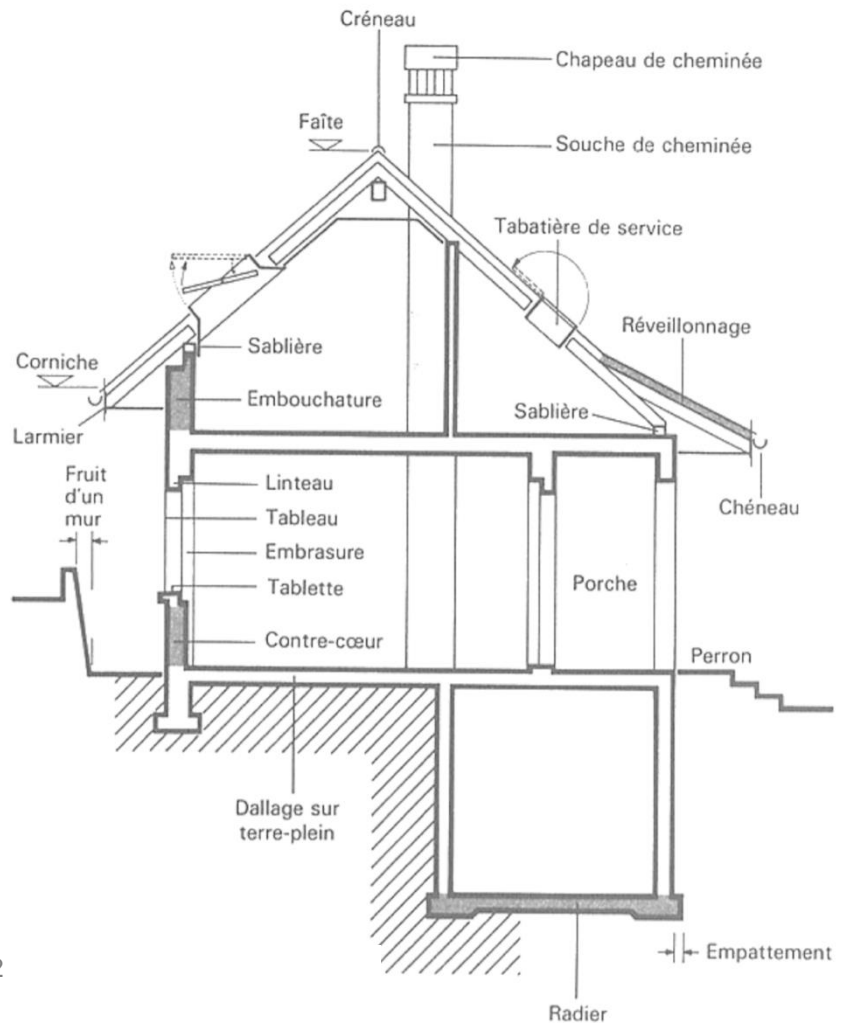 Créneau
Chapeau de cheminée
Faîte
Souche de cheminée
Tabatière de service
Réveillonnage
Sablière
Corniche
Embouchature
Sablière
Larmier
Fruit
d'un
mur
Linteau
Chéneau
Tableau
Embrasure
Porche
Tablette
Contre-cœur
Perron
Dallage sur
terre-plein
Empattement
2
Radier